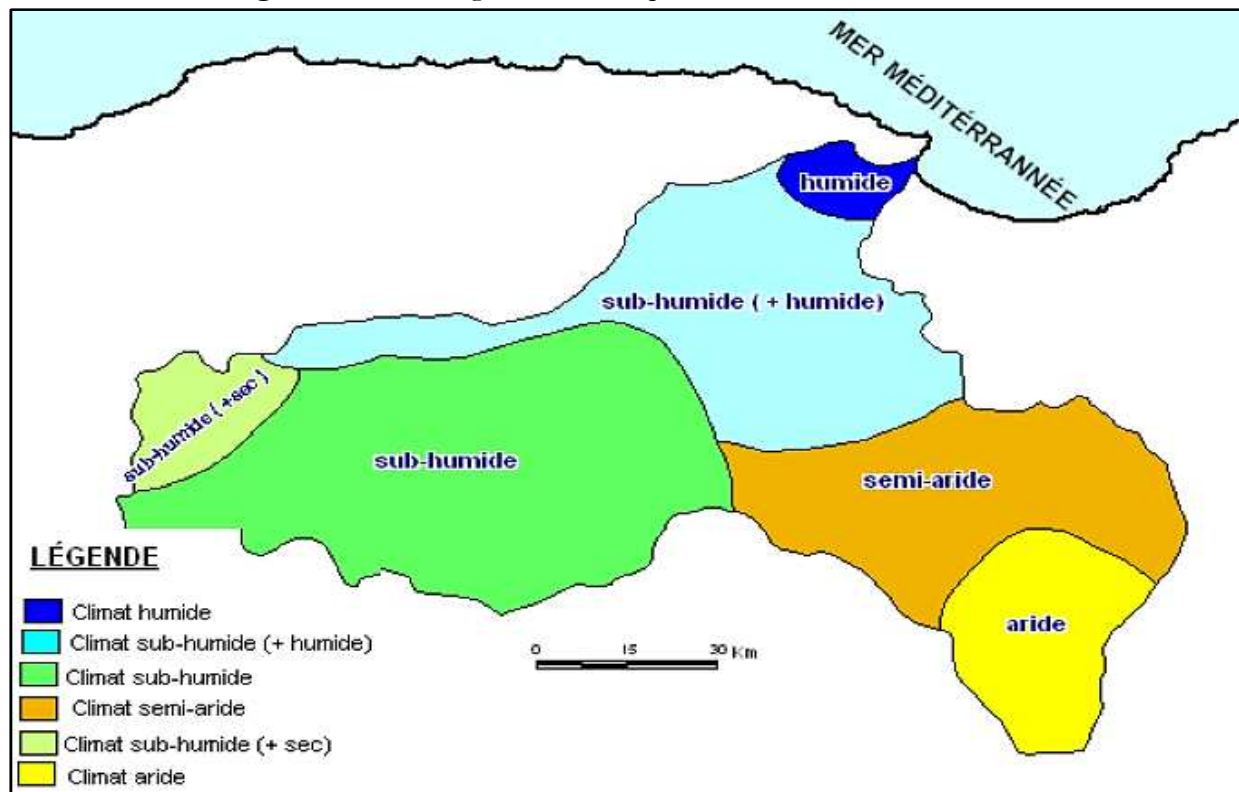 MER MÉDITÉRRANNÉE
humide
sub-humide ( + humide)
sub-humide ( +sec )
sub-humide
semi-aride
aride
LÉGENDE
Climat humide
Climat sub-humide (+ humide)
Climat sub-humide
Climat semi-aride
Climat sub-humide (+ sec)
Climat aride
0 15 30 Km